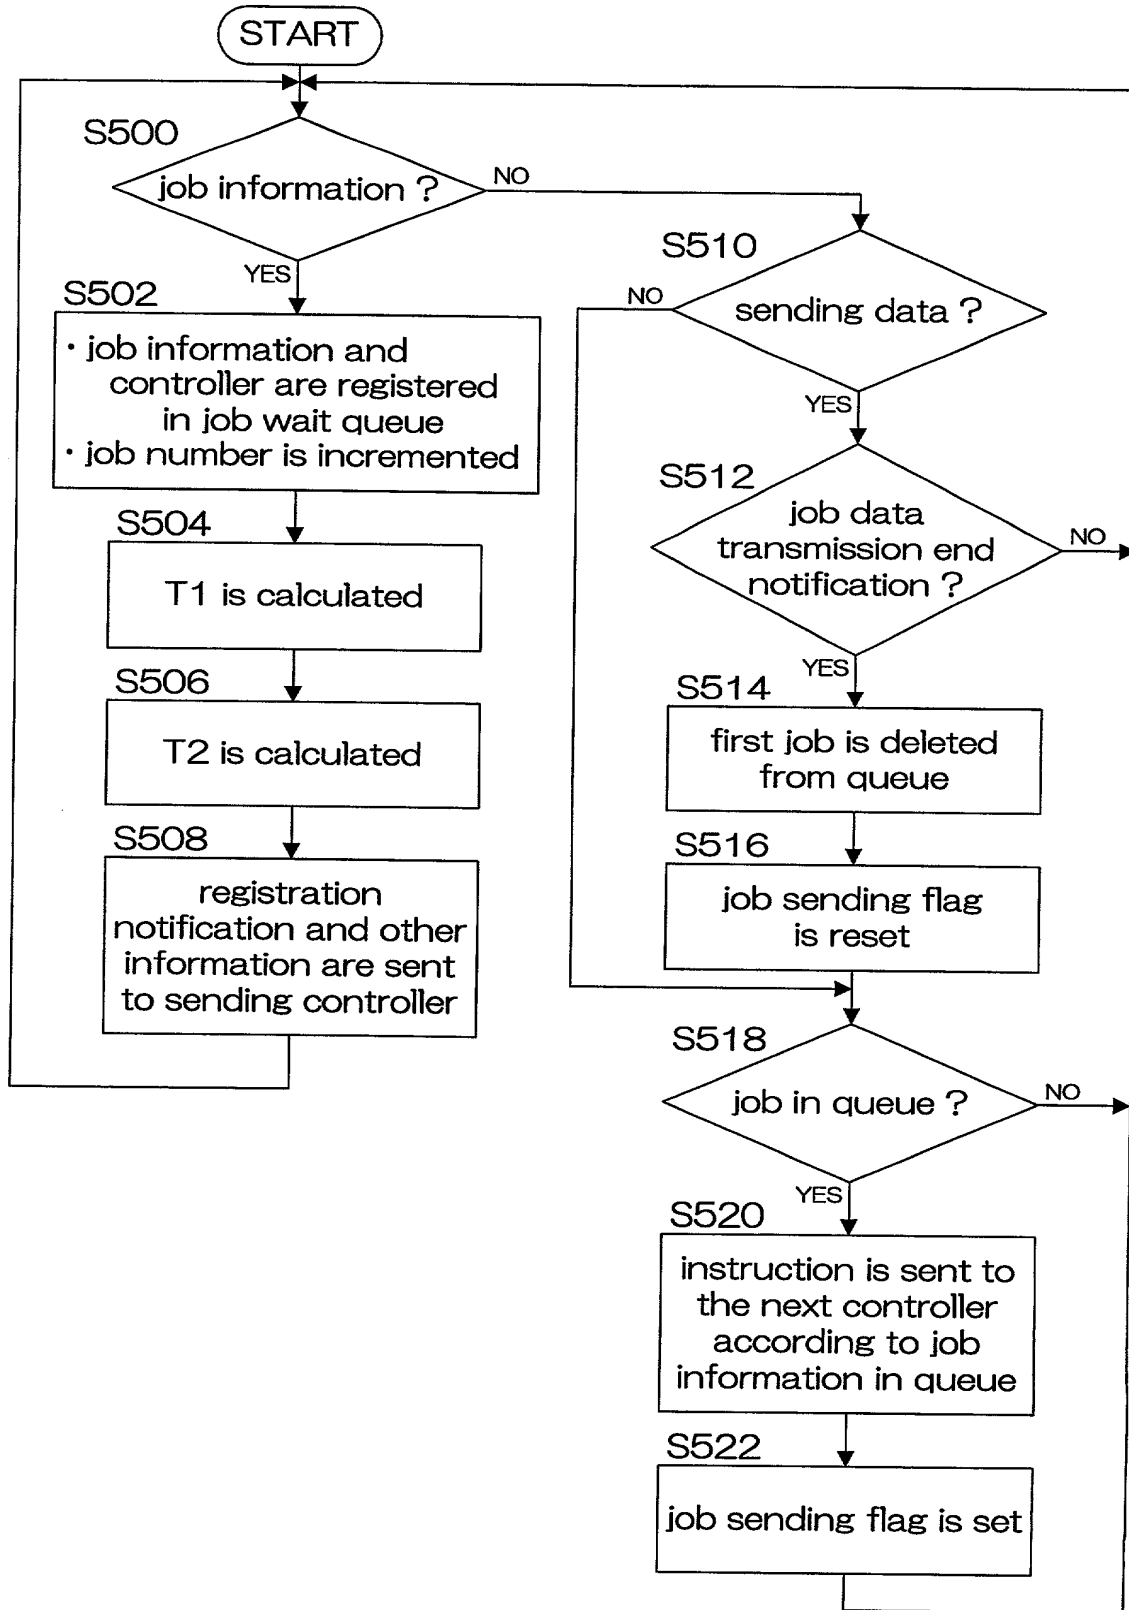 START
S500
job information ?
NO
YES
S502
・job information and
controller are registered
in job wait queue
・job number is incremented
S504
T1 is calculated
S506
T2 is calculated
S508
registration
notification and other
information are sent
to sending controller
S510
NO
sending data ?
YES
S512
job data
transmission end
notification ?
NO
YES
S514
first job is deleted
from queue
S516
job sending flag
is reset
S518
job in queue ?
NO
YES
S520
instruction is sent to
the next controller
according to job
information in queue
S522
job sending flag is set